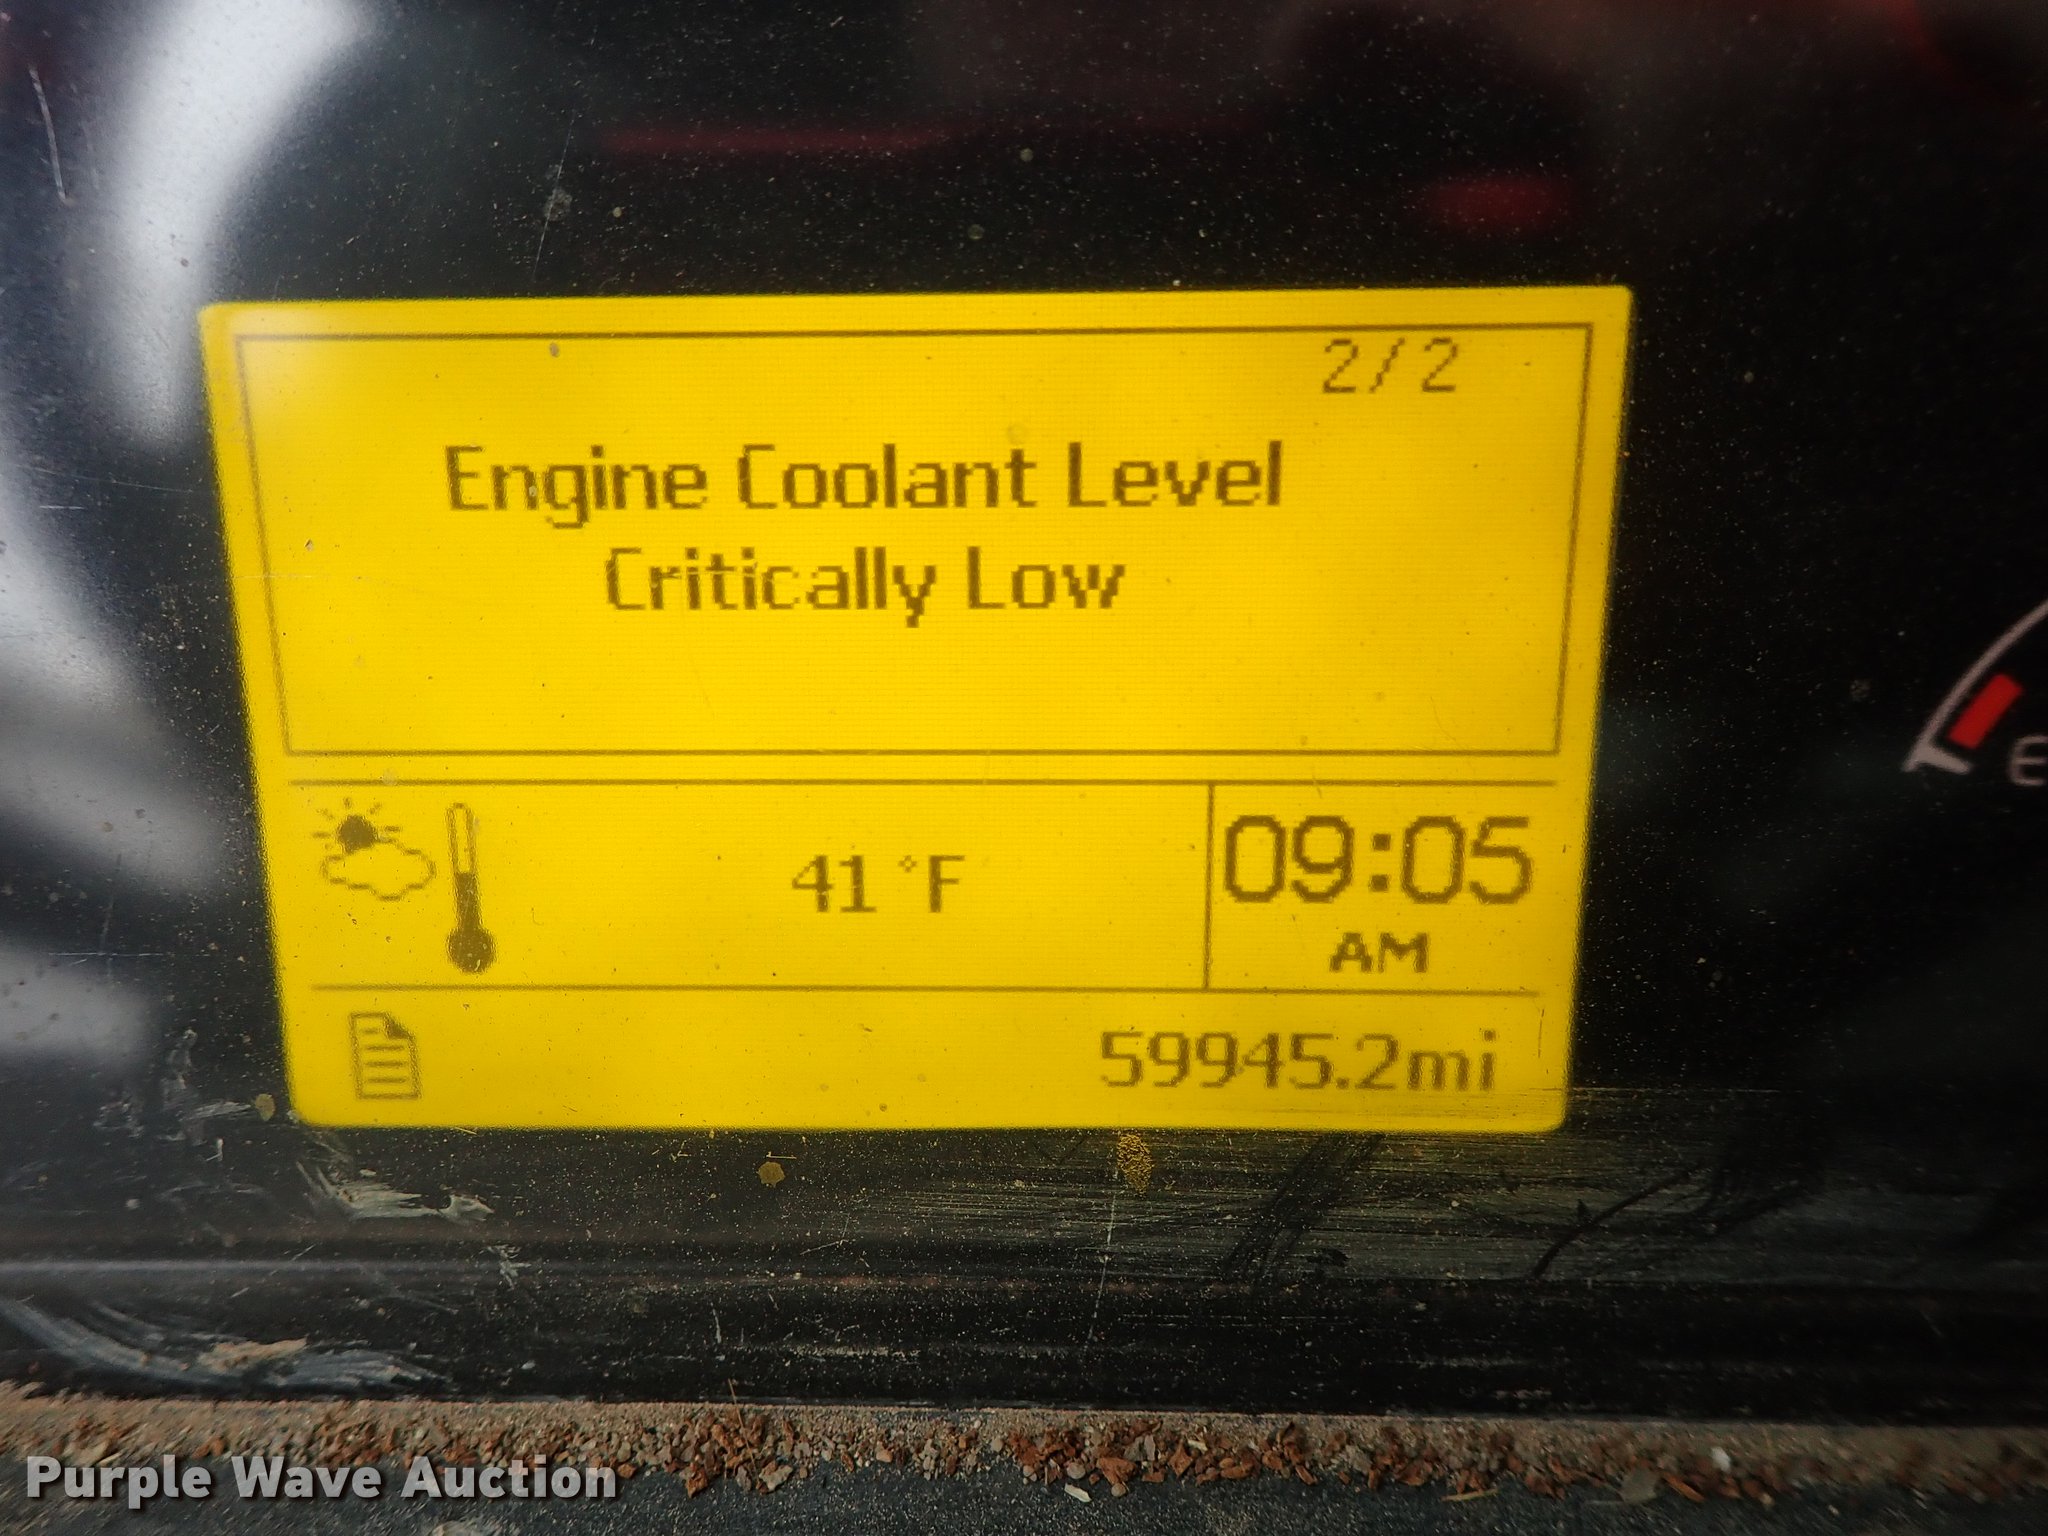 2/2
Engine Coolant Level
Critically Low
41°F
09:05
AM
59945.2mi
E
Purple Wave Auction